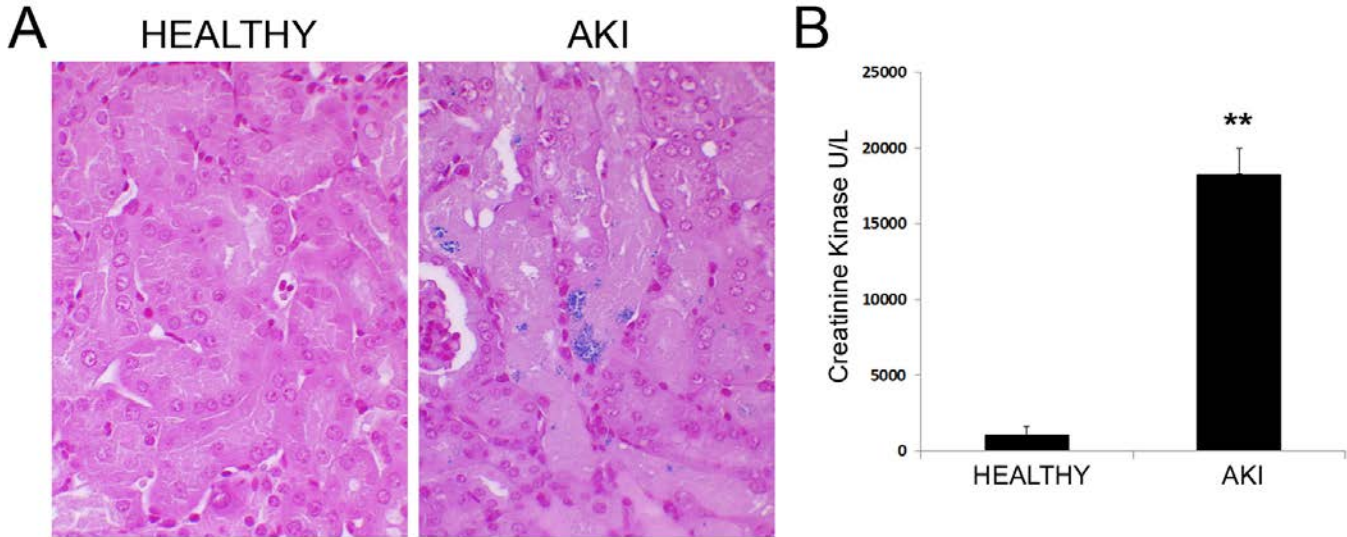 A
HEALTHY
AKI
B
Creatinine Kinase U/L
25000
20000
15000
10000
5000
0
**
HEALTHY
AKI